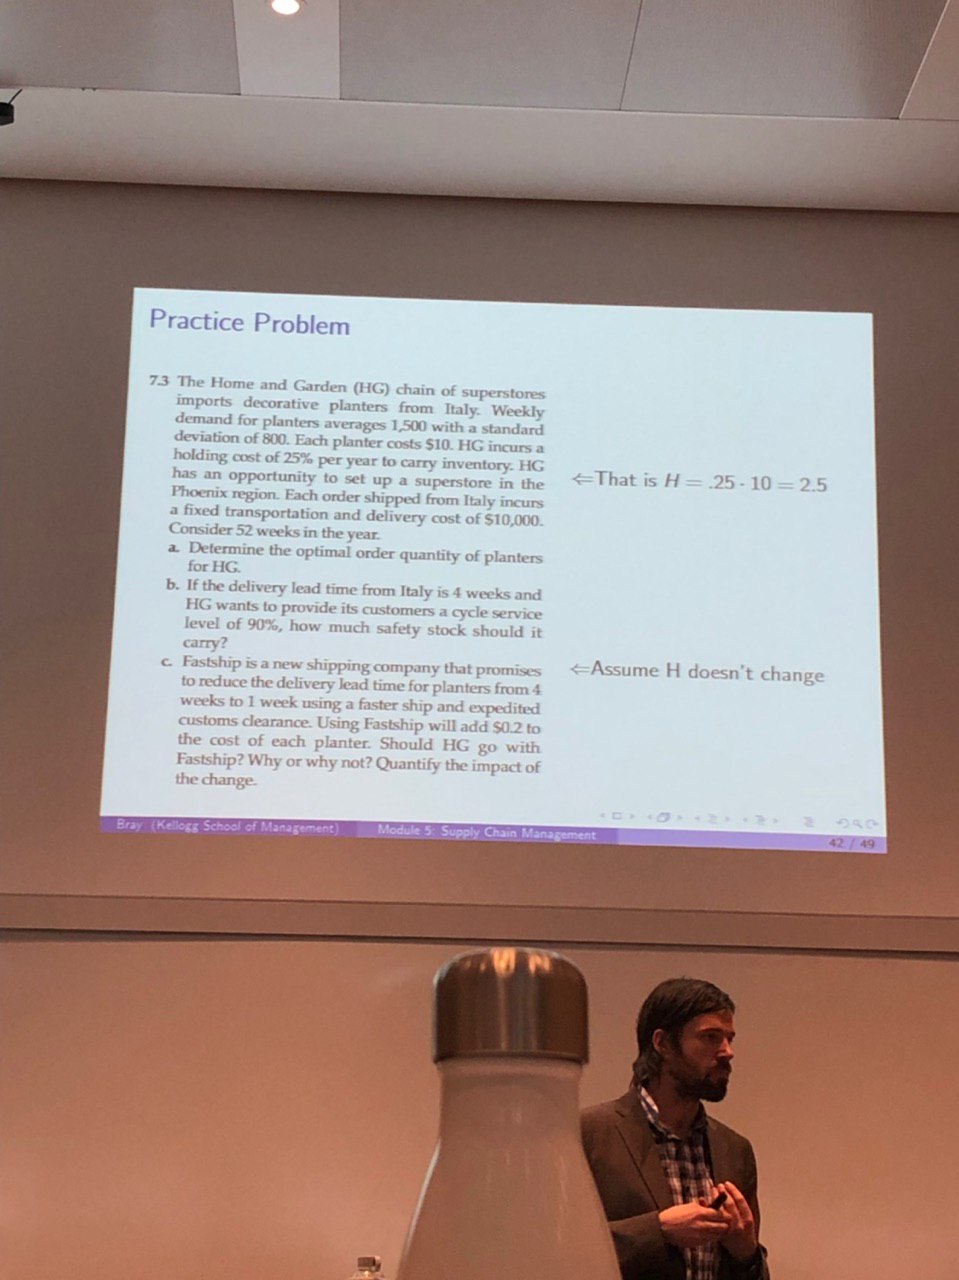 Practice Problem
7.3 The Home and Garden (HG) chain of superstores
imports decorative planters from Italy. Weekly
demand for planters averages 1,500 with a standard
deviation of 800. Each planter costs $10. HG incurs a
holding cost of 25% per year to carry inventory. HG
has an opportunity to set up a superstore in the
Phoenix region. Each order shipped from Italy incurs
a fixed transportation and delivery cost of $10,000.
Consider 52 weeks in the year.
a. Determine the optimal order quantity of planters
for HG.
b. If the delivery lead time from Italy is 4 weeks and
HG wants to provide its customers a cycle service
level of 90%, how much safety stock should it
carry?
c. Fastship is a new shipping company that promises
to reduce the delivery lead time for planters from 4
weeks to 1 week using a faster ship and expedited
customs clearance. Using Fastship will add $0.2 to
the cost of each planter. Should HG go with
Fastship? Why or why not? Quantify the impact of
the change.
⇐That is H = .25 · 10 = 2.5
⇐Assume H doesn't change
Bray (Kellogg School of Management)
Module 5: Supply Chain Management
42 / 49